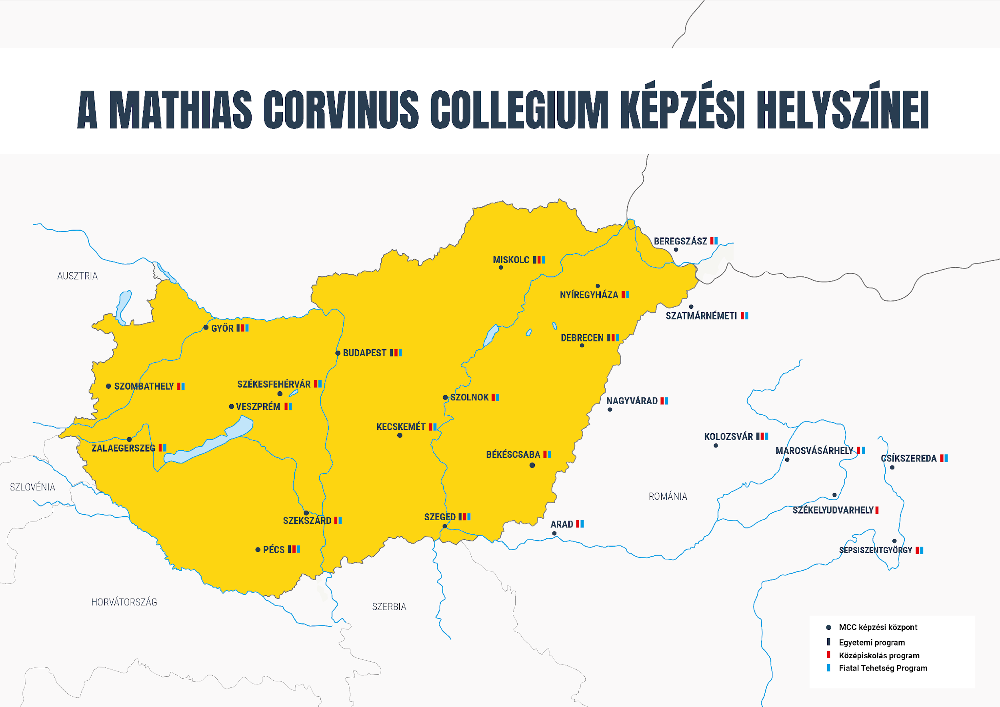 A MATHIAS CORVINUS COLLEGIUM KÉPZÉSI HELYSZÍNEI
BEREGSZÁSZ
MISKOLC
AUSZTRIA
NYÍREGYHÁZA
SZATMÁRNÉMETI
GYŐR
DEBRECEN
BUDAPEST
SZÉKESFEHÉRVÁR
SZOMBATHELY
SZOLNOK
NAGYVÁRAD
VESZPRÉM
KECSKEMÉT
KOLOZSVÁR
ZALAEGERSZEG
MAROSVÁSÁRHELY
BÉKÉSCSABA
CSÍKSZEREDA
SZLOVÉNIA
ROMÁNIA
SZÉKELYUDVARHELY
SZEGED
SZEKSZÁRD
ARAD
PÉCS
SEPSISZENTGYÖRGY
HORVÁTORSZÁG
SZERBIA
MCC képzési központ
Egyetemi program
Középiskolás program
Fiatal Tehetség Program